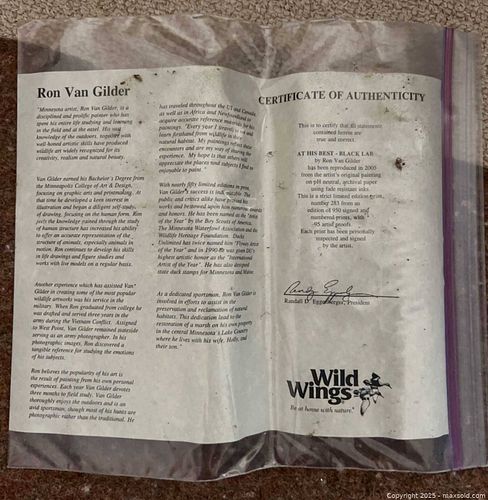 Ron Van Gilder
"Minnesota artist, Ron Van Gilder, is a
disciplined and prolific painter who has
spent his entire life studying and learning
in the field and at the easel. His
knowledge of the outdoors, together with
well-honed artistic skills have produced
wildlife art widely recognized for its
creativity, realism and natural beauty.
Van Gilder earned his Bachelor's Degree from
the Minneapolis College of Art & Design,
focusing on graphic arts and printmaking. At
that time he developed a keen interest in
illustration and began a diligent self-study
of drawing, focusing on the human form. Ron
feels the knowledge gained through the study
of human structure has increased his ability
to offer an accurate representation of the
structure of animals, especially animals in
motion. Ron continues to develop his skills
in life drawings and figure studies and
works with live models on a regular basis.
Another experience which has assisted Van
Gilder in creating some of the most popular
wildlife artworks was his service in the
military. When Ron graduated from college he
was drafted and served three years in the
army during the Vietnam Conflict. Assigned
to West Point, Van Gilder remained stateside
serving as an army photographer. In his
photographic images, Ron discovered a
tangible reference for studying the emotions
of his subjects.
Ron believes the popularity of his art is
the result of painting from his own personal
experiences. Each year Van Gilder devotes
three months to field study. Van Gilder
thoroughly enjoys the outdoors and is an
avid sportsman, though most of his hunts are
photographic rather than the traditional. He
has traveled throughout the US and Canada,
as well as in Africa and Newfoundland to
acquire accurate reference materials for his
paintings. "Every year I travel
learn firsthand from wildlife in
natural habitat. My paintings reflect these
encounters and are my way of sharing the
experience. My hope is that others will
appreciate the places and subjects I find so
enjoyable to paint."
With nearly fifty limited editions in print,
Van Gilder's success is
public and critics alike have praised his
works and bestowed upon him numerous awards
and honors. He has been named as the "Artist
of the Year" by the Boy Scouts of America,
The Minnesota Waterfowl Association and the
Wildlife Heritage Foundation. Ducks
Unlimited has twice named him "Flyway Artist
of the Year" and in 1990 he was given DU's
highest artistic honor as the "International
Artist of the Year". He has also designed
state duck stamps for Minnesota and Maine.
As a dedicated sportsman, Ron Van Gilder is
involved in efforts to assist in the
preservation and reclamation of natural
habitats. This dedication lead to the
restoration of a marsh on his own property
in the central Minnesota's Lake Country
where he lives with his wife, Holly, and
their son."
CERTIFICATE OF AUTHENTICITY
This is to certify that all statements
contained herein are
true and correct.
AT HIS BEST - BLACK LAB
by Ron Van Gilder
has been reproduced in 2005
from the artist's original painting
on pH neutral, archival paper
using fade resistant inks.
This is a strict limited edition print,
number 283 from an
edition of 950 signed and
numbered prints, with
95 artist proofs.
Each print has been personally
inspected and signed
by the artist.
Randall D. Eggenberger, President
Wild
Wings
Be at home with nature.
Copyright 2025 - maxsold.com